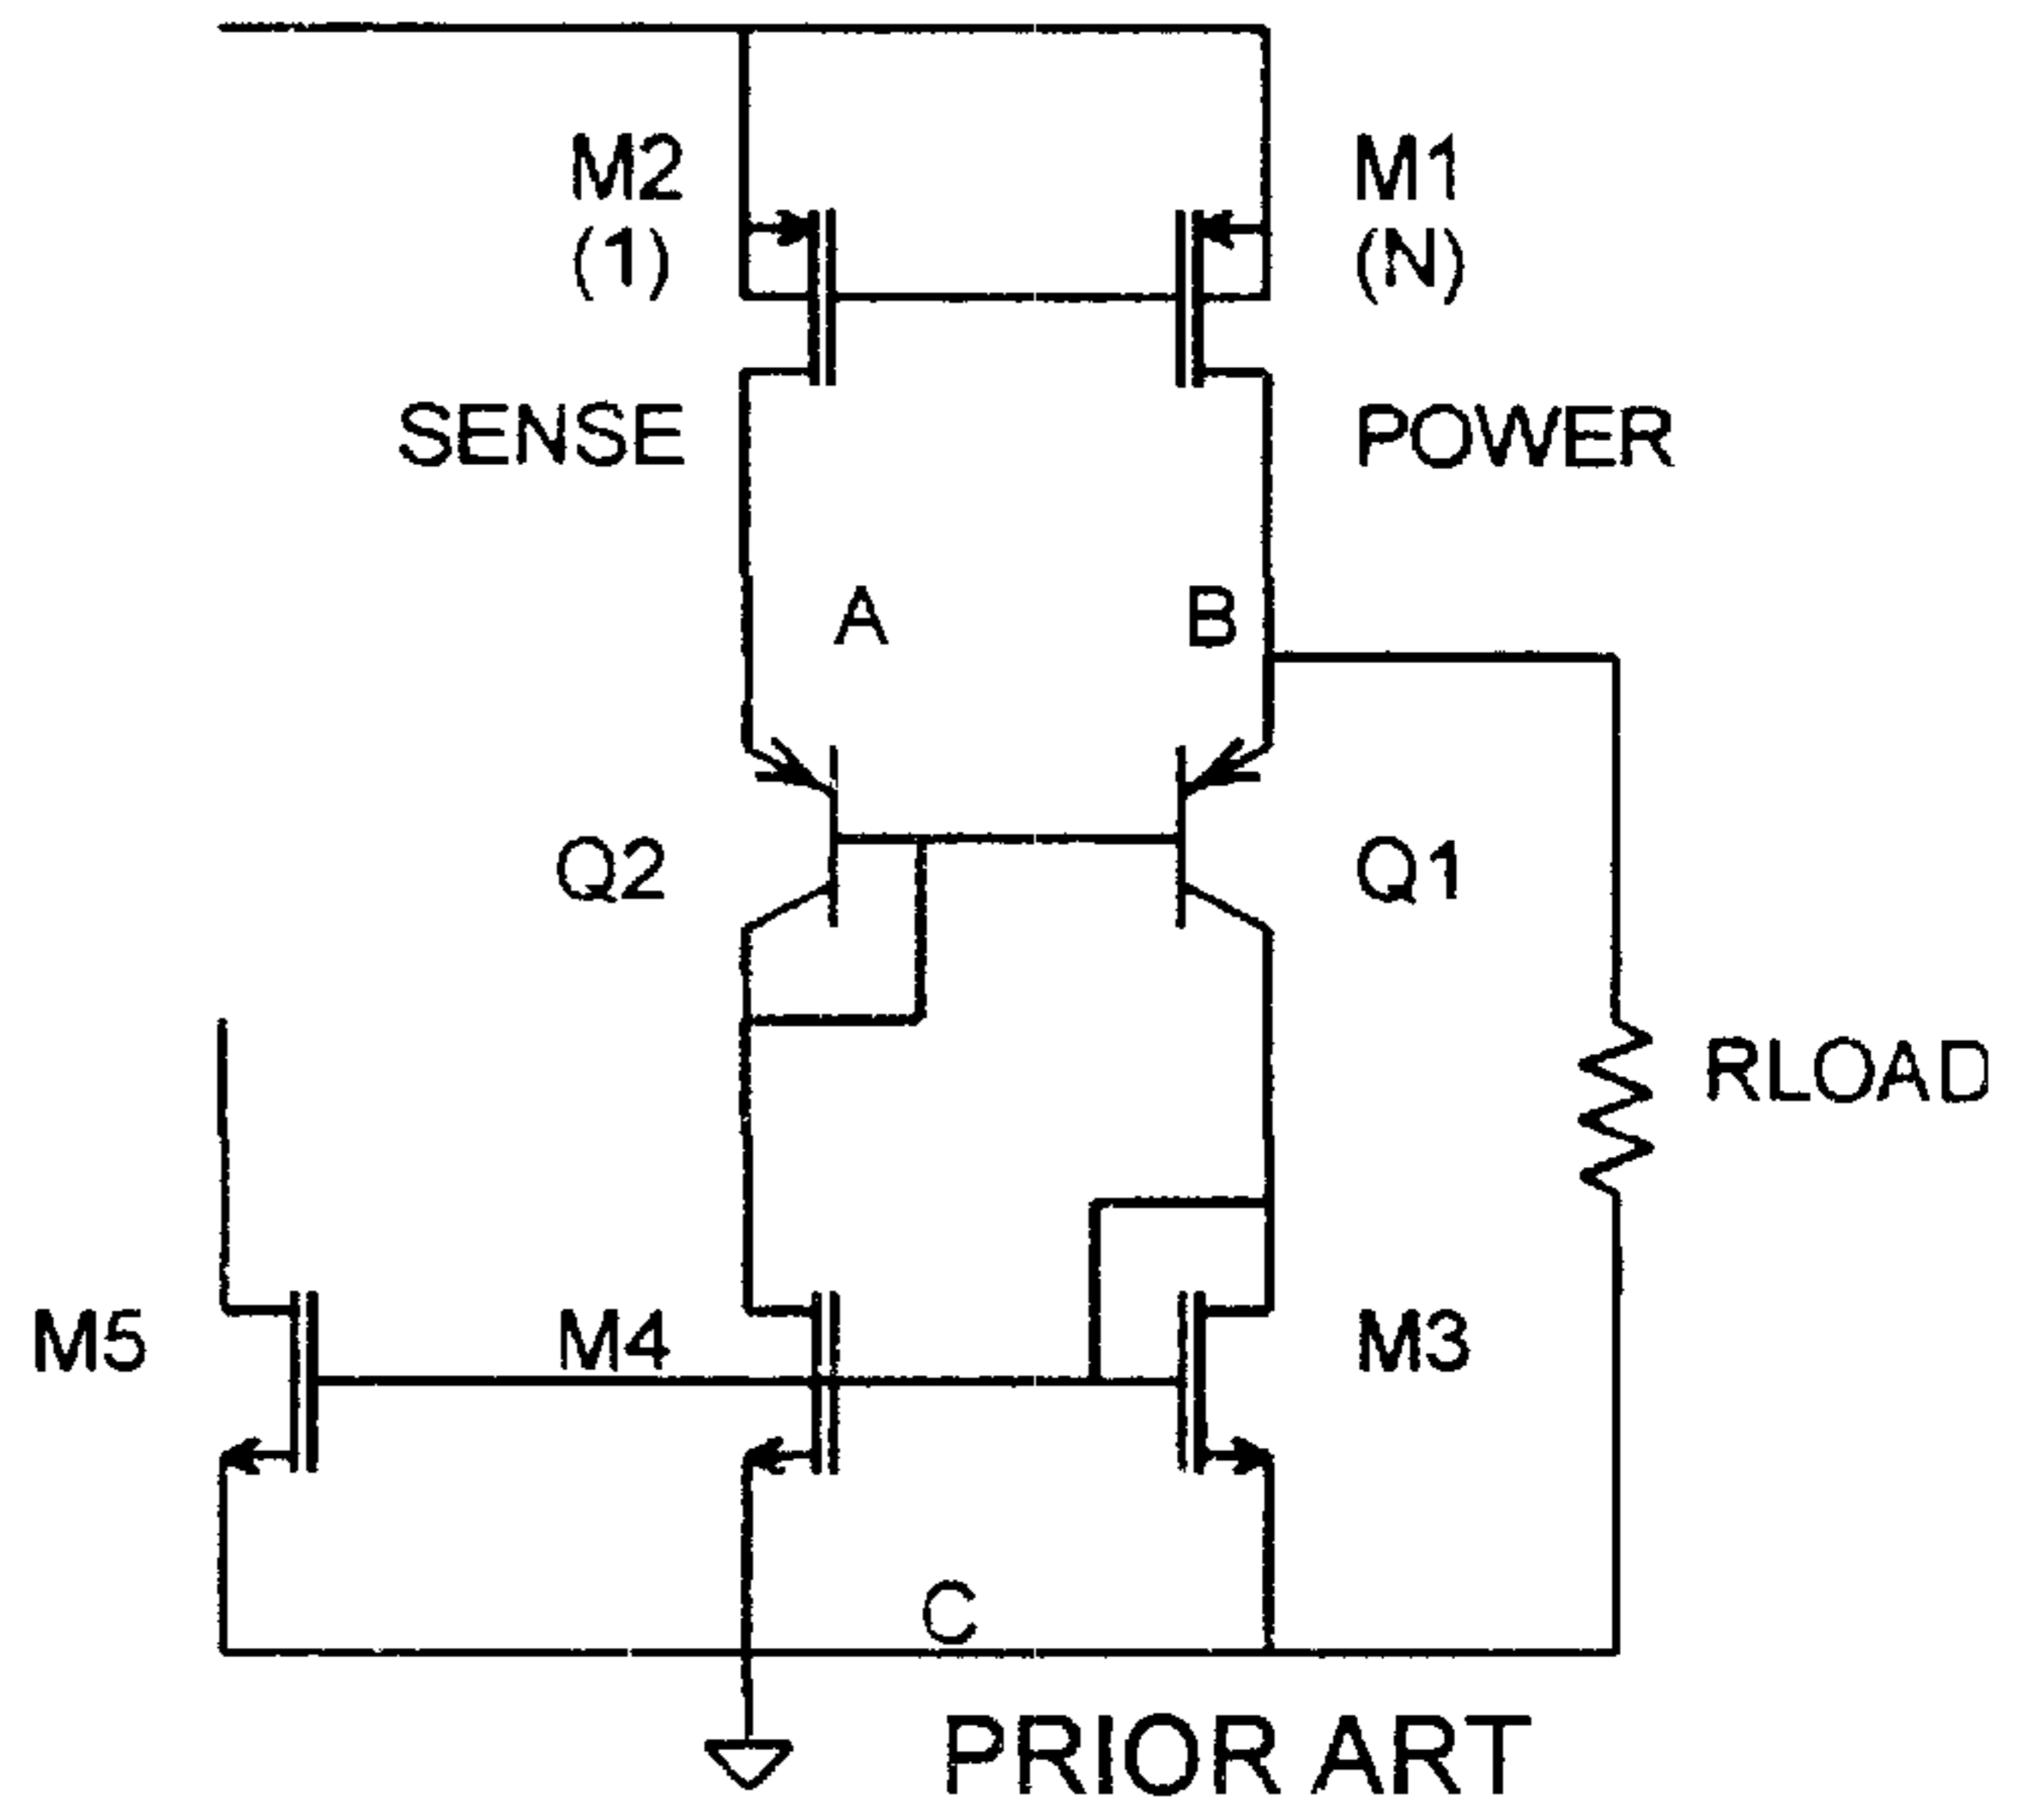 M2
(1)
M1
(N)
SENSE
POWER
A
B
Q2
Q1
RLOAD
M5
M4
M3
C
PRIOR ART